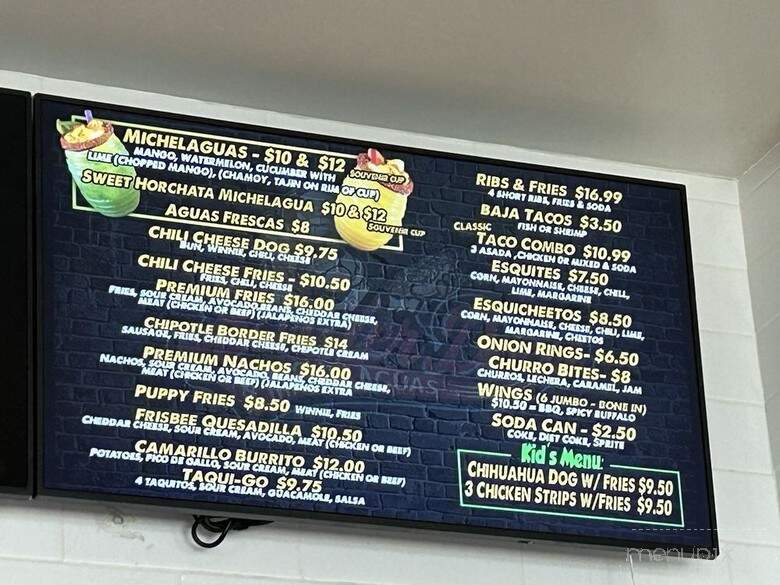 MICHELAGUAS - $10 & $12
MANGO, WATERMELON, CUCUMBER WITH SOUVENIR CUP
LIME (CHOPPED MANGO), (CHAMOY, TAJIN ON RIM OF CUP)
SWEET HORCHATA MICHELAGUA $10 & $12
SOUVENIR CUP
AGUAS FRESCAS $8
CHILI CHEESE DOG $9.75
BUN, WINNIE, CHILI, CHEESE
CHILI CHEESE FRIES - $10.50
FRIES, CHILI, CHEESE
PREMIUM FRIES $16.00
FRIES, SOUR CREAM, AVOCADO, BEANS, CHEDDAR CHEESE,
MEAT (CHICKEN OR BEEF) (JALAPENOS EXTRA)
CHIPOTLE BORDER FRIES $14
SAUSAGE, FRIES, CHEDDAR CHEESE, CHIPOTLE CREAM
PREMIUM NACHOS $16.00
NACHOS, SOUR CREAM, AVOCADO, BEANS, CHEDDAR CHEESE,
MEAT (CHICKEN OR BEEF) (JALAPENOS EXTRA
PUPPY FRIES $8.50 WINNIE, FRIES
FRISBEE QUESADILLA $10.50
CHEDDAR CHEESE, SOUR CREAM, AVOCADO, MEAT (CHICKEN OR BEEF)
CAMARILLO BURRITO $12.00
POTATOES, PICO DE GALLO, SOUR CREAM, MEAT (CHICKEN OR BEEF)
TAQUI-GO $9.75
4 TAQUITOS, SOUR CREAM, GUACAMOLE, SALSA
AGUAS
RIBS & FRIES $16.99
4 SHORT RIBS, FRIES & SODA
BAJA TACOS $3.50
FISH OR SHRIMP
CLASSIC
TACO COMBO $10.99
3 ASADA, CHICKEN OR MIXED & SODA
ESQUITES $7.50
CORN, MAYONNAISE, CHEESE, CHILI,
LIME, MARGARINE
ESQUICHEETOS $8.50
CORN, MAYONNAISE, CHEESE, CHILI, LIME,
MARGARINE, CHEETOS
ONION RINGS- $6.50
CHURRO BITES- $8
CHURROS, LECHERA, CARAMEL, JAM
WINGS (6 JUMBO - BONE IN)
$10.50 = BBQ, SPICY BUFFALO
SODA CAN - $2.50
COKE, DIET COKE, SPRITE
Kid's Menu
CHIHUAHUA DOG W/ FRIES $9.50
3 CHICKEN STRIPS W/FRIES $9.50
menupix